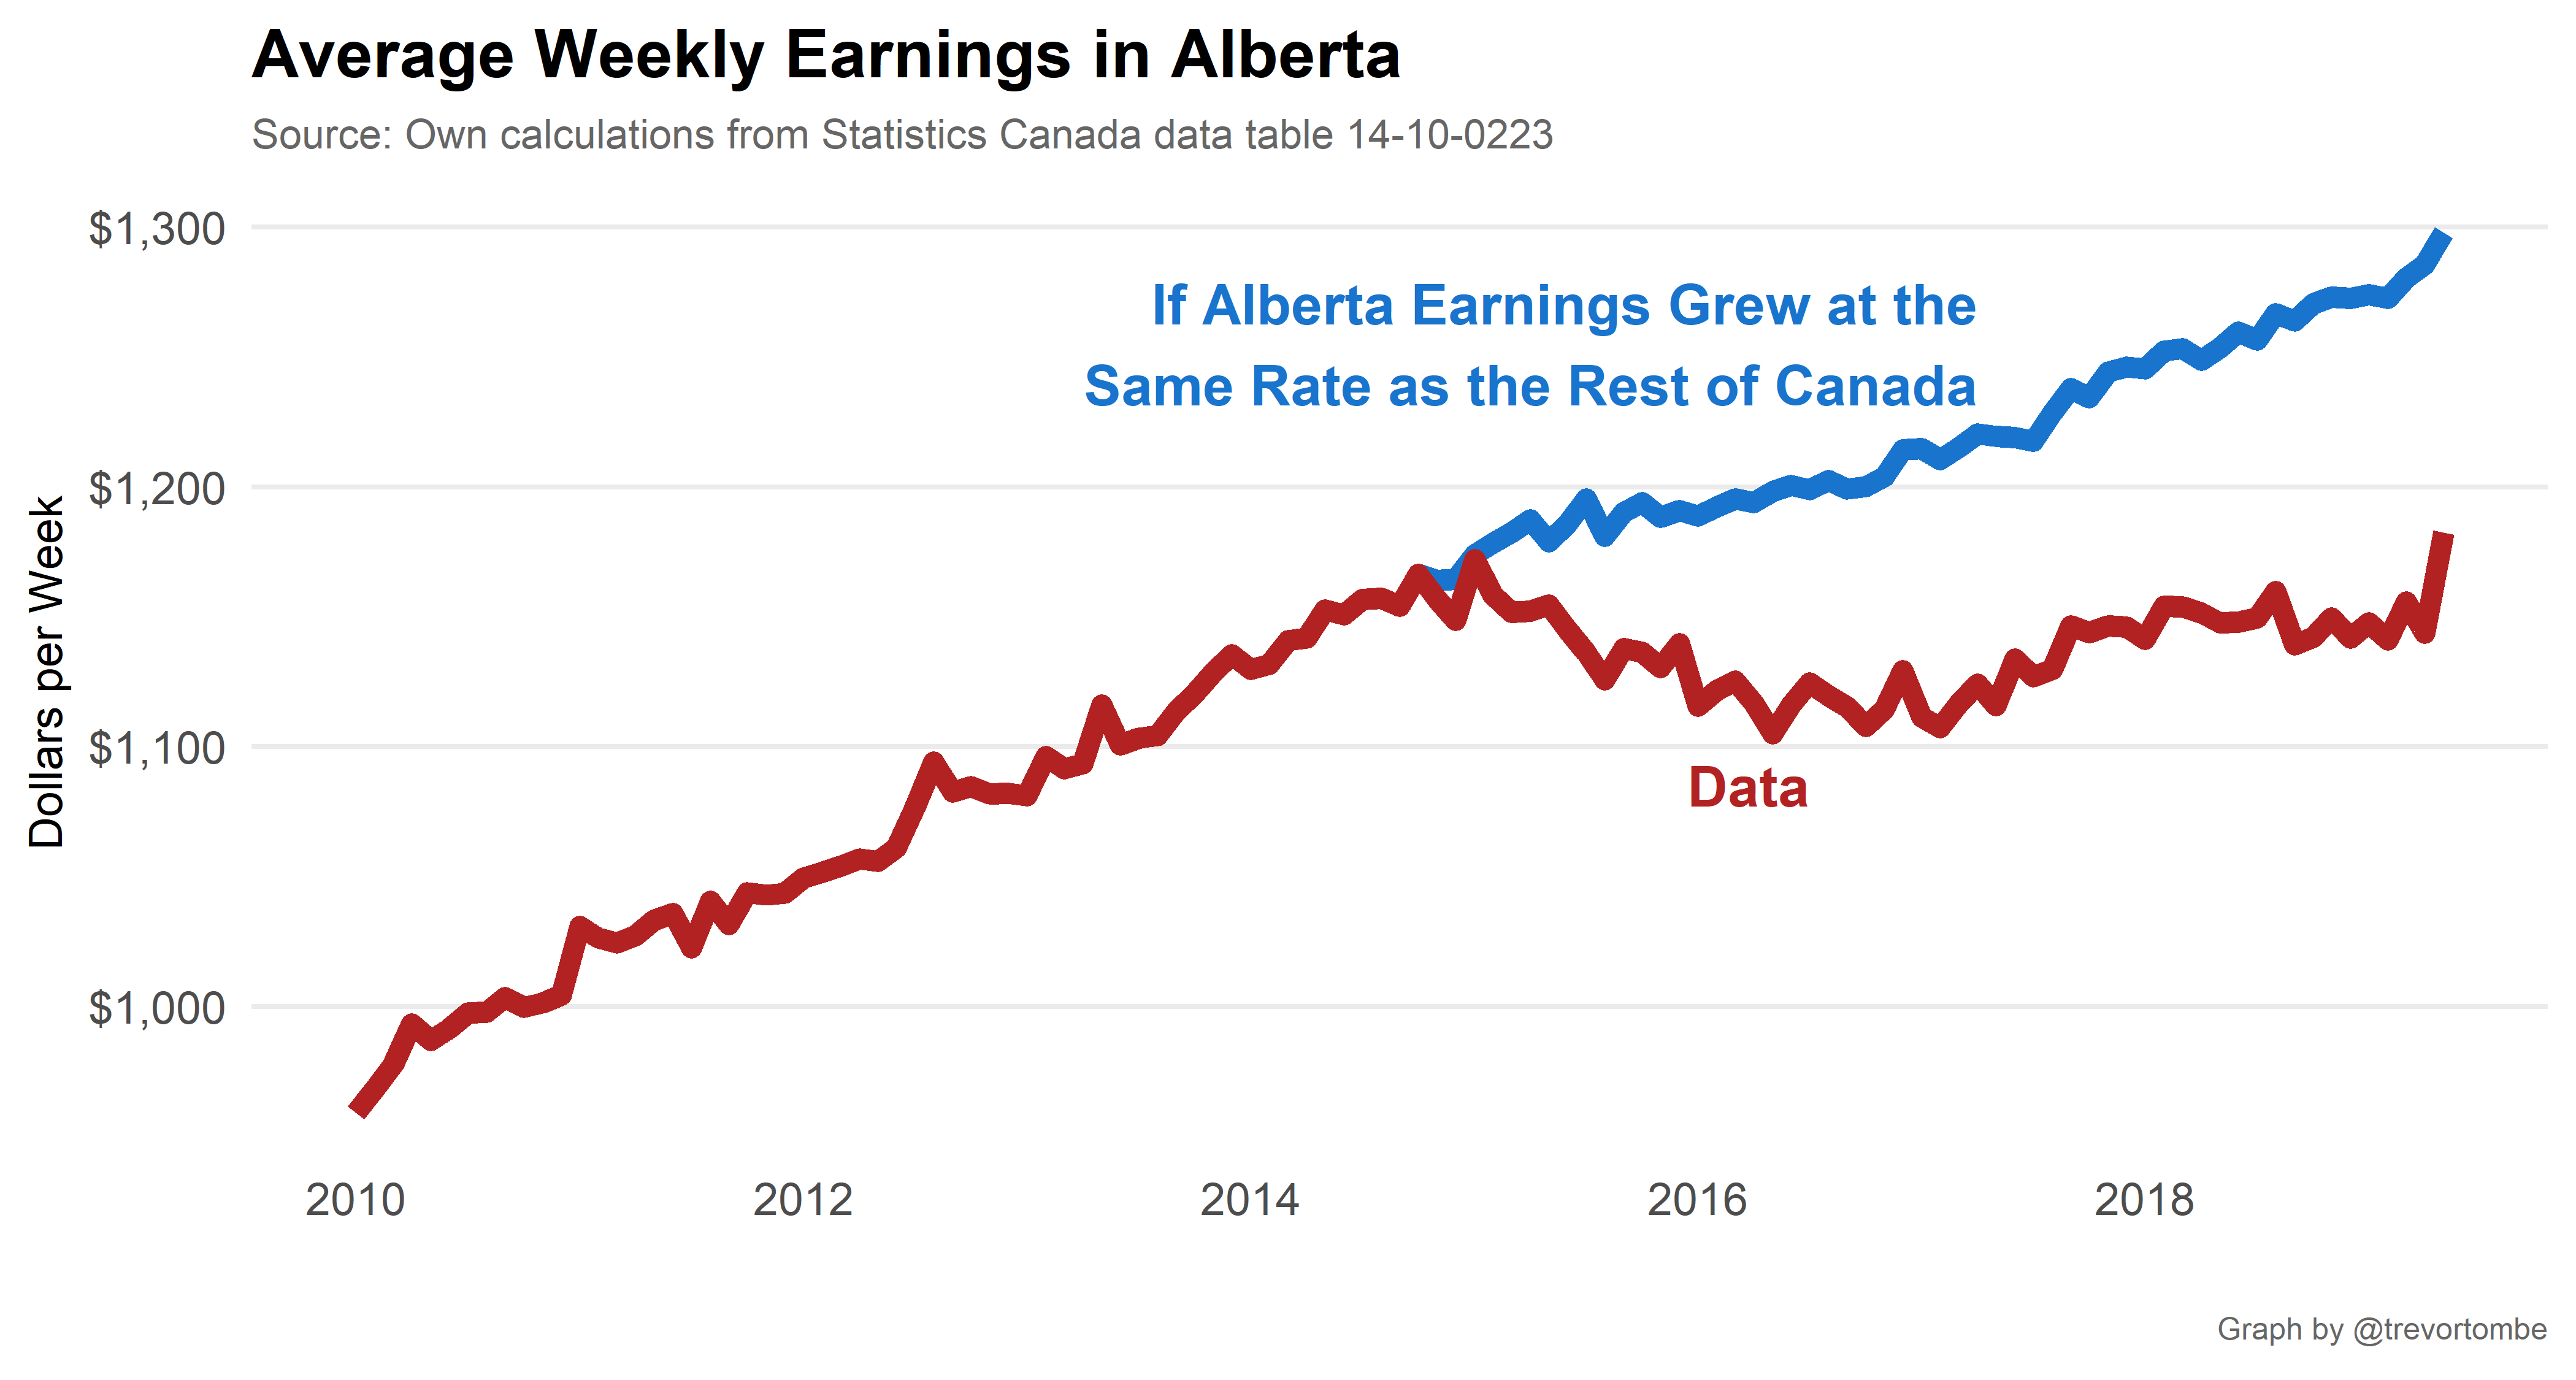 Average Weekly Earnings in Alberta
Source: Own calculations from Statistics Canada data table 14-10-0223
$1,300
If Alberta Earnings Grew at the
Same Rate as the Rest of Canada
$1,200
Dollars per Week
$1,100
Data
$1,000
2010 2012 2014 2016 2018
Graph by @trevortombe